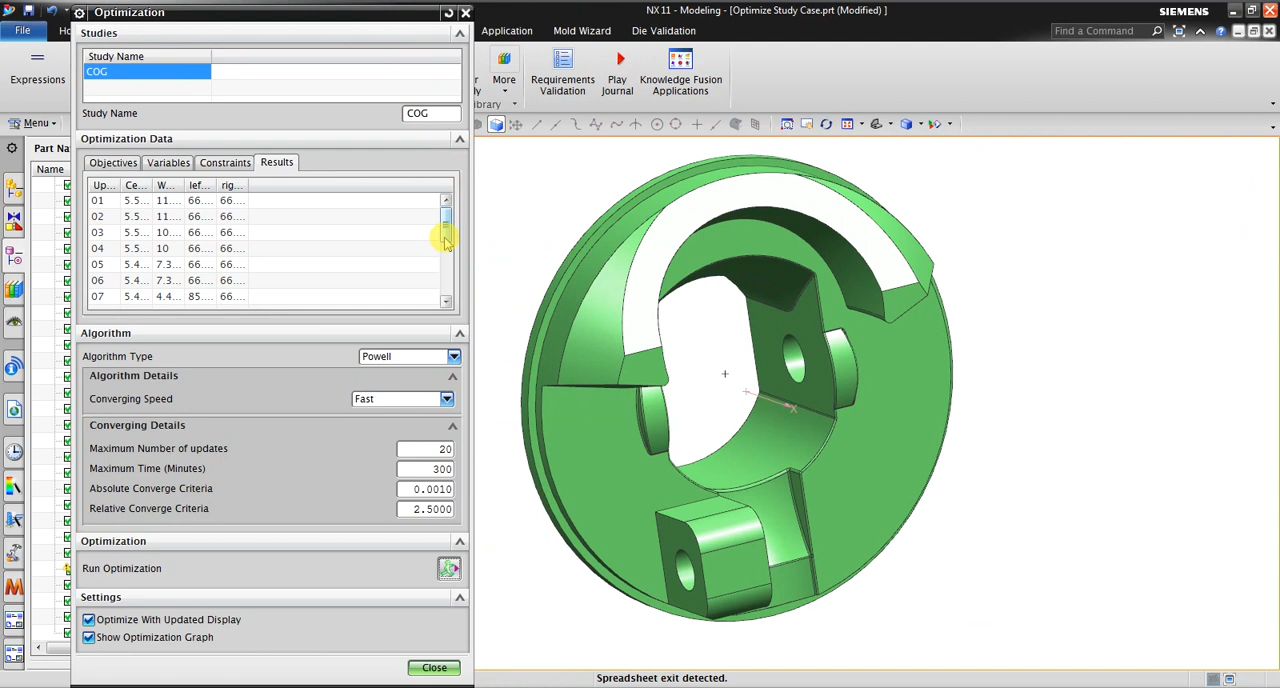 Optimization
NX 11 - Modeling - [Optimize Study Case.prt (Modified) ]
SIEMENS
File
Application
Mold Wizard
Die Validation
Find a Command
Expressions
More
Requirements Validation
Play Journal
Knowledge Fusion Applications
Menu
Part Na
Name
Studies
Study Name
COG
Study Name
COG
Optimization Data
Objectives
Variables
Constraints
Results
Up... Ce... W... lef... rig...
01 5.5... 11.... 66.... 66....
02 5.5... 11.... 66.... 66....
03 5.5... 10.... 66.... 66....
04 5.5... 10 66.... 66....
05 5.4... 7.3... 66.... 66....
06 5.4... 7.3... 66.... 66....
07 5.4... 4.4... 85.... 66....
Algorithm
Algorithm Type Powell
Algorithm Details
Converging Speed Fast
Converging Details
Maximum Number of updates 20
Maximum Time (Minutes) 300
Absolute Converge Criteria 0.0010
Relative Converge Criteria 2.5000
Optimization
Run Optimization
Settings
Optimize With Updated Display
Show Optimization Graph
Close
X
Spreadsheet exit detected.